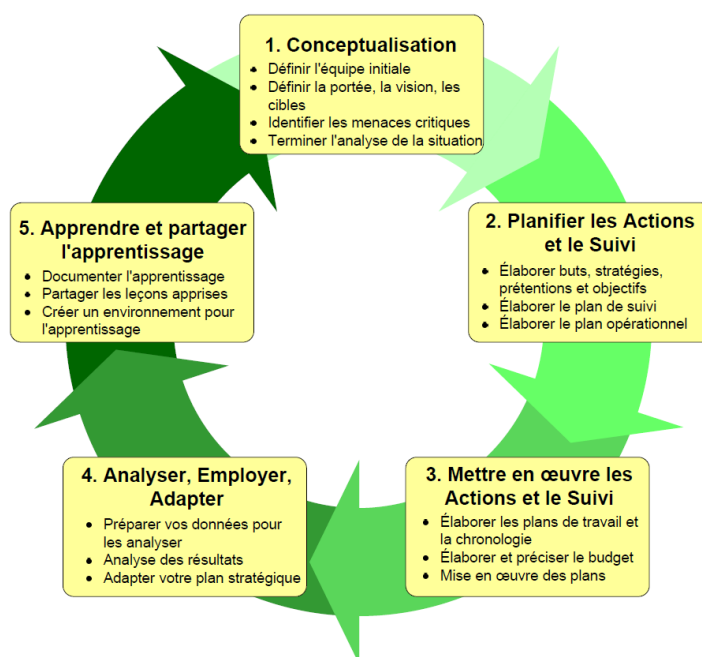 1. Conceptualisation
• Définir l'équipe initiale
• Définir la portée, la vision, les
cibles
• Identifier les menaces critiques
• Terminer l'analyse de la situation
2. Planifier les Actions
et le Suivi
• Élaborer buts, stratégies,
prétentions et objectifs
• Élaborer le plan de suivi
• Élaborer le plan opérationnel
3. Mettre en œuvre les
Actions et le Suivi
• Élaborer les plans de travail et
la chronologie
• Élaborer et préciser le budget
• Mise en œuvre des plans
4. Analyser, Employer,
Adapter
• Préparer vos données pour
les analyser
• Analyse des résultats
• Adapter votre plan stratégique
5. Apprendre et partager
l'apprentissage
• Documenter l'apprentissage
• Partager les leçons apprises
• Créer un environnement pour
l'apprentissage